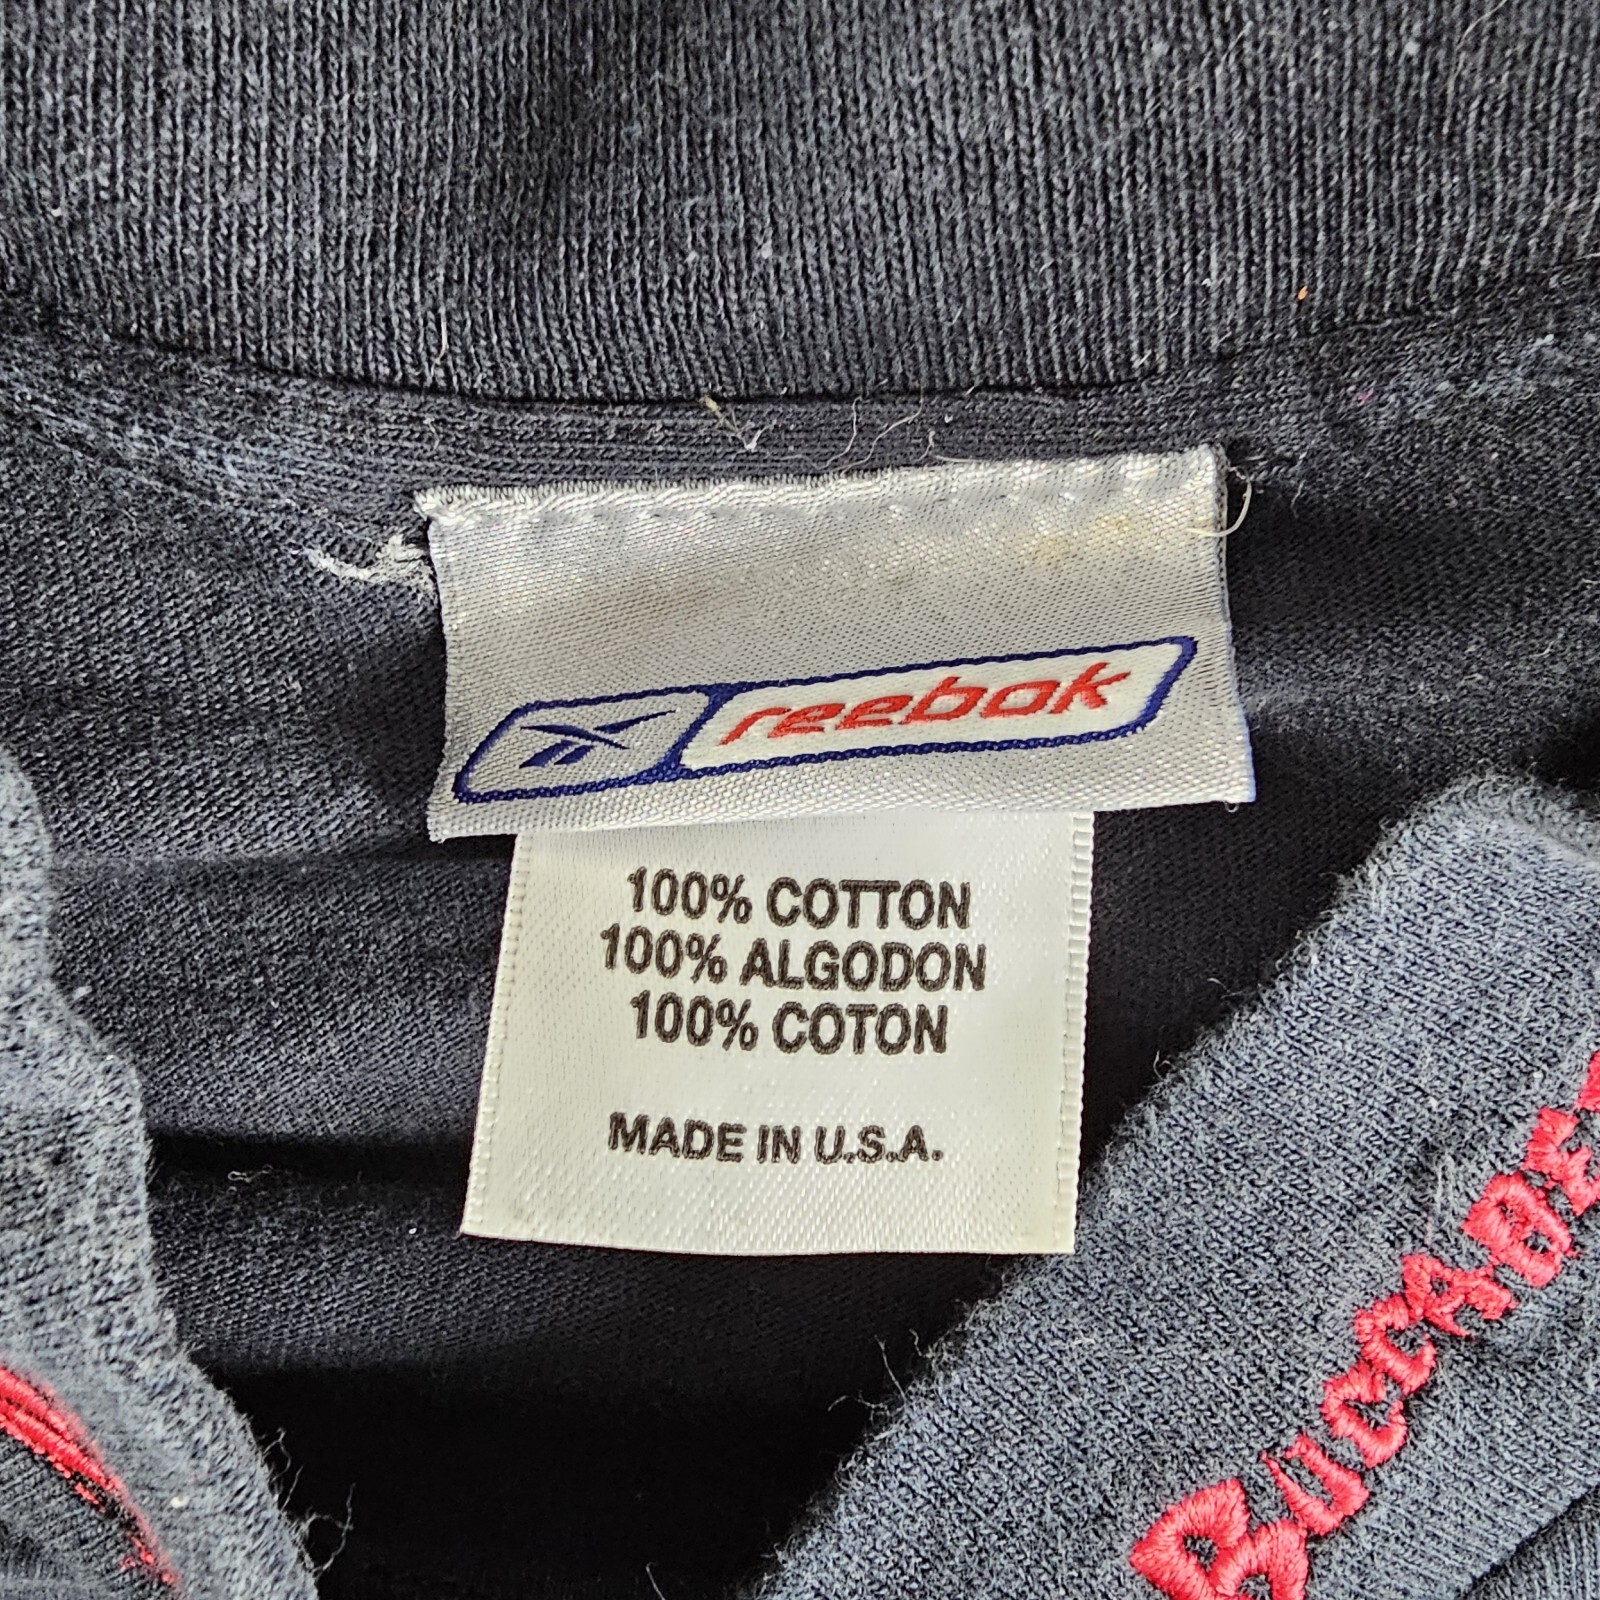 reebok
100% COTTON
100% ALGODON
100% COTON
MADE IN U.S.A.